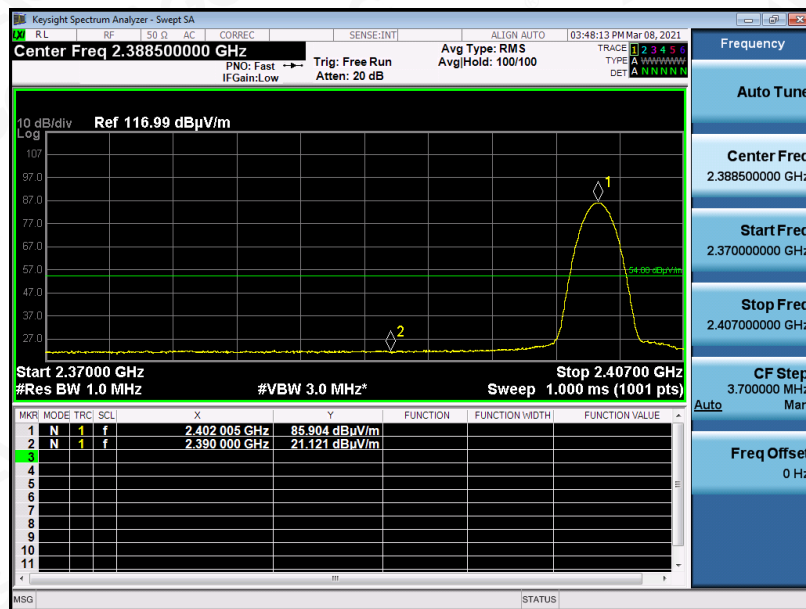 Keysight Spectrum Analyzer - Swept SA
LXI RL RF 50 Ω AC CORREC SENSE:INT ALIGN AUTO 03:48:13 PM Mar 08, 2021
Center Freq 2.388500000 GHz
PNO: Fast
IFGain:Low
Trig: Free Run
Atten: 20 dB
Avg Type: RMS
Avg|Hold: 100/100
TRACE 1 2 3 4 5 6
TYPE A WWWWW
DET A N N N N N
10 dB/div Ref 116.99 dBµV/m
Log
107
97.0
87.0
77.0
67.0
57.0
47.0
37.0
27.0
1
2
54.00 dBµV/m
Start 2.37000 GHz Stop 2.40700 GHz
#Res BW 1.0 MHz #VBW 3.0 MHz* Sweep 1.000 ms (1001 pts)
MKR MODE TRC SCL X Y FUNCTION FUNCTION WIDTH FUNCTION VALUE
1 N 1 f 2.402 005 GHz 85.904 dBµV/m
2 N 1 f 2.390 000 GHz 21.121 dBµV/m
3
4
5
6
7
8
9
10
11
MSG STATUS
Frequency
Auto Tune
Center Freq
2.388500000 GHz
Start Freq
2.370000000 GHz
Stop Freq
2.407000000 GHz
CF Step
3.700000 MHz
Auto Man
Freq Offset
0 Hz